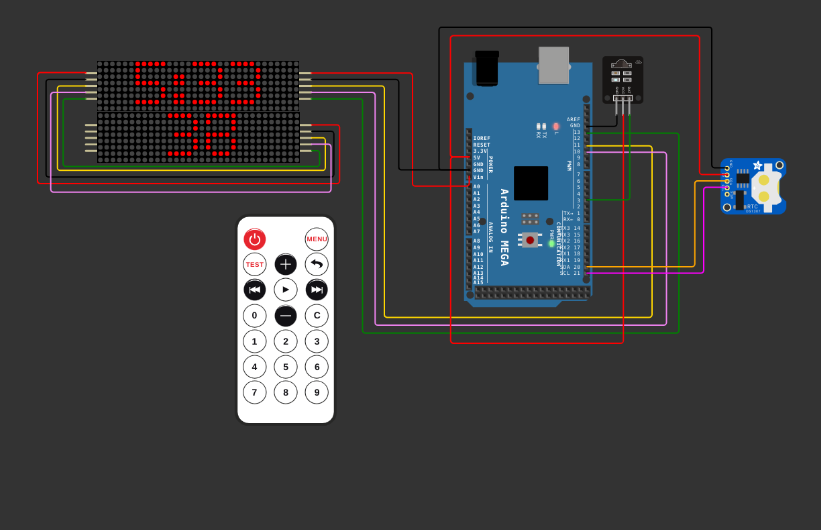 MENU
TEST
+
0
−
C
1 2 3
4 5 6
7 8 9
Arduino MEGA
AREF
GND
13
12
11
10
9
8
7
6
5
4
3
2
TX→ 1
RX← 0
TX3 14
RX3 15
TX2 16
RX2 17
TX1 18
RX1 19
SDA 20
SCL 21
PWM
COMMUNICATION
IOREF
RESET
3.3V
5V
GND
GND
Vin
POWER
A0
A1
A2
A3
A4
A5
A6
A7
A8
A9
A10
A11
A12
A13
A14
A15
ANALOG IN
TX
RX
L
RTC